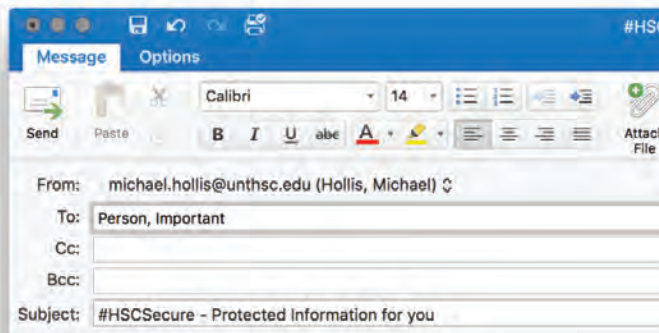 #HSC
Message Options
Calibri 14
Send Paste B I U abc A Attach
File
From: michael.hollis@unthsc.edu (Hollis, Michael)
To: Person, Important
Cc:
Bcc:
Subject: #HSCSecure - Protected Information for you